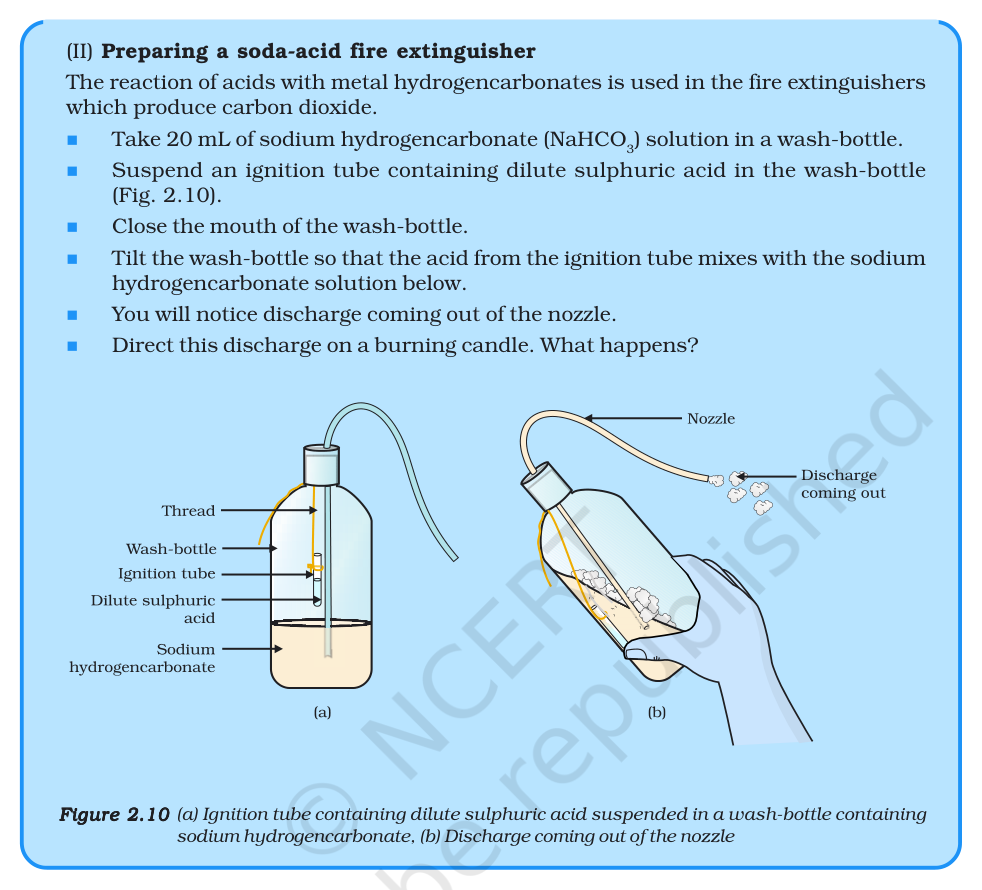 (II) Preparing a soda-acid fire extinguisher
The reaction of acids with metal hydrogencarbonates is used in the fire extinguishers
which produce carbon dioxide.
■ Take 20 mL of sodium hydrogencarbonate (NaHCO₃) solution in a wash-bottle.
■ Suspend an ignition tube containing dilute sulphuric acid in the wash-bottle
(Fig. 2.10).
■ Close the mouth of the wash-bottle.
■ Tilt the wash-bottle so that the acid from the ignition tube mixes with the sodium
hydrogencarbonate solution below.
■ You will notice discharge coming out of the nozzle.
■ Direct this discharge on a burning candle. What happens?
Thread
Wash-bottle
Ignition tube
Dilute sulphuric
acid
Sodium
hydrogencarbonate
(a)
Nozzle
Discharge
coming out
(b)
© NCERT
be republished
Figure 2.10 (a) Ignition tube containing dilute sulphuric acid suspended in a wash-bottle containing
sodium hydrogencarbonate, (b) Discharge coming out of the nozzle